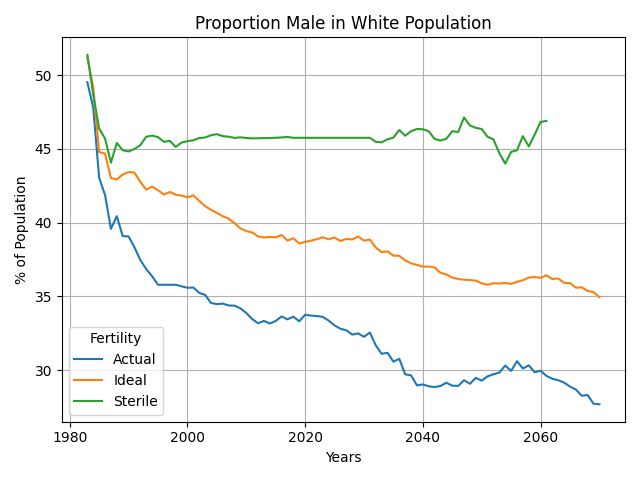 Proportion Male in White Population
% of Population
50
45
40
35
30
Fertility
Actual
Ideal
Sterile
1980
2000
2020
2040
2060
Years